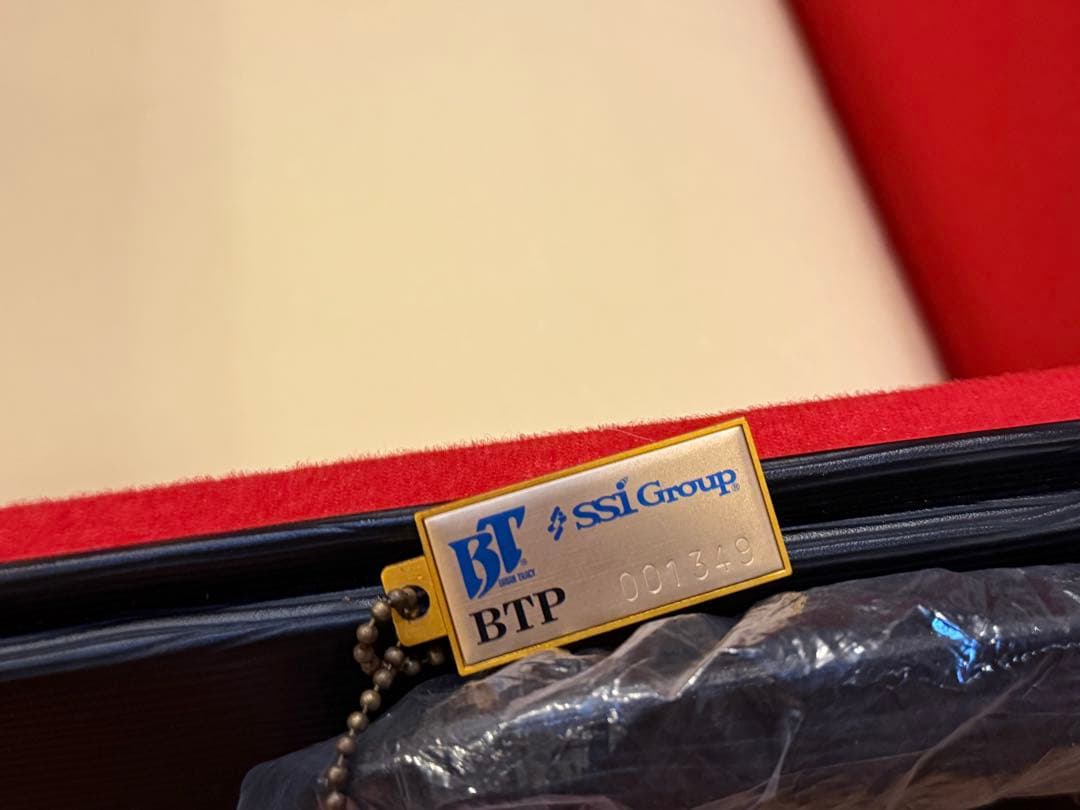 BT®
BRIAN TRACY
SSi Group®
001349
BTP